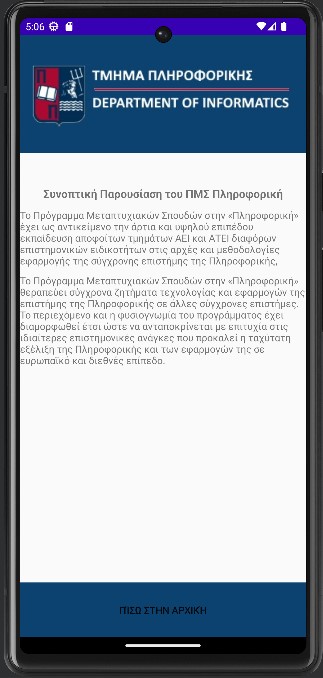 5:06
ΤΜΗΜΑ ΠΛΗΡΟΦΟΡΙΚΗΣ
DEPARTMENT OF INFORMATICS
Συνοπτική Παρουσίαση του ΠΜΣ Πληροφορική
Το Πρόγραμμα Μεταπτυχιακών Σπουδών στην «Πληροφορική»
έχει ως αντικείμενο την άρτια και υψηλού επιπέδου
εκπαίδευση αποφοίτων τμημάτων ΑΕΙ και ΑΤΕΙ διαφόρων
επιστημονικών ειδικοτήτων στις αρχές και μεθοδολογίες
εφαρμογής της σύγχρονης επιστήμης της Πληροφορικής,
Το Πρόγραμμα Μεταπτυχιακών Σπουδών στην «Πληροφορική»
θεραπεύει σύγχρονα ζητήματα τεχνολογίας και εφαρμογών της
επιστήμης της Πληροφορικής σε άλλες σύγχρονες επιστήμες.
Το περιεχόμενο και η φυσιογνωμία του προγράμματος έχει
διαμορφωθεί έτσι ώστε να ανταποκρίνεται με επιτυχία στις
ιδιαίτερες επιστημονικές ανάγκες που προκαλεί η ταχύτατη
εξέλιξη της Πληροφορικής και των εφαρμογών της σε
ευρωπαϊκό και διεθνές επίπεδο.
ΠΙΣΩ ΣΤΗΝ ΑΡΧΙΚΗ